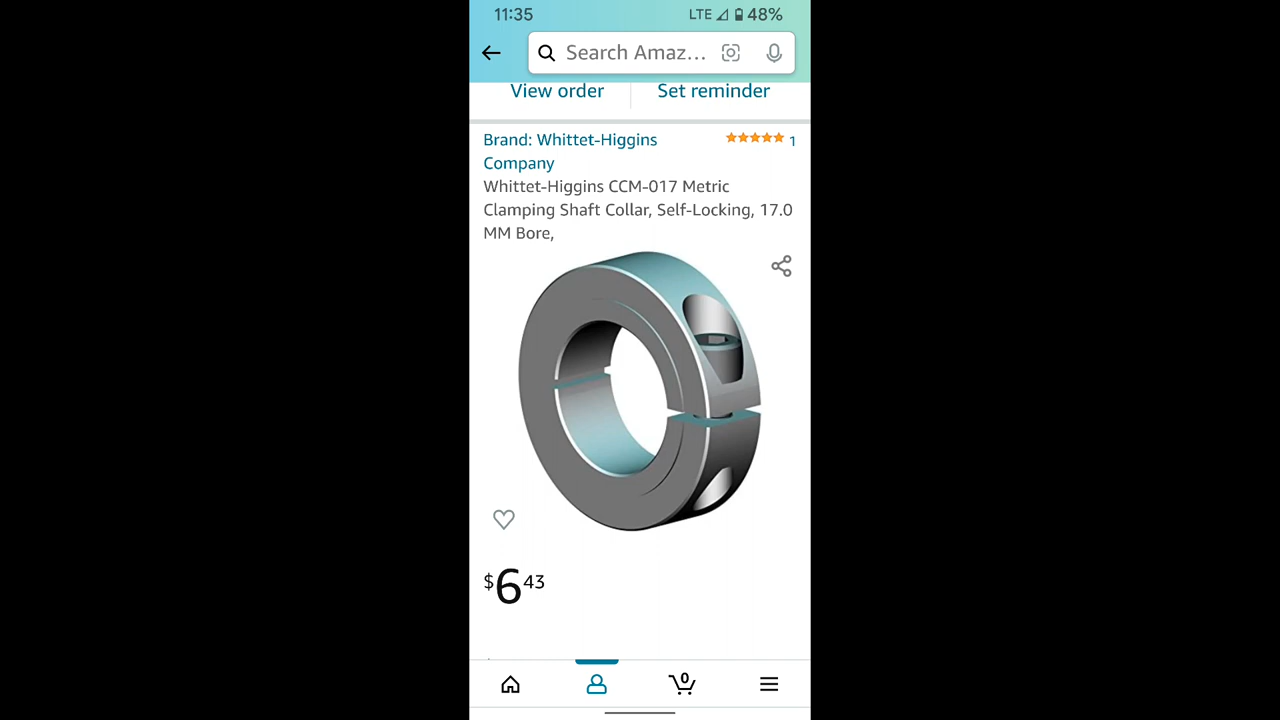 11:35 LTE 48%
Search Amaz...
View order Set reminder
Brand: Whittet-Higgins 1
Company
Whittet-Higgins CCM-017 Metric
Clamping Shaft Collar, Self-Locking, 17.0
MM Bore,
$6 43
0